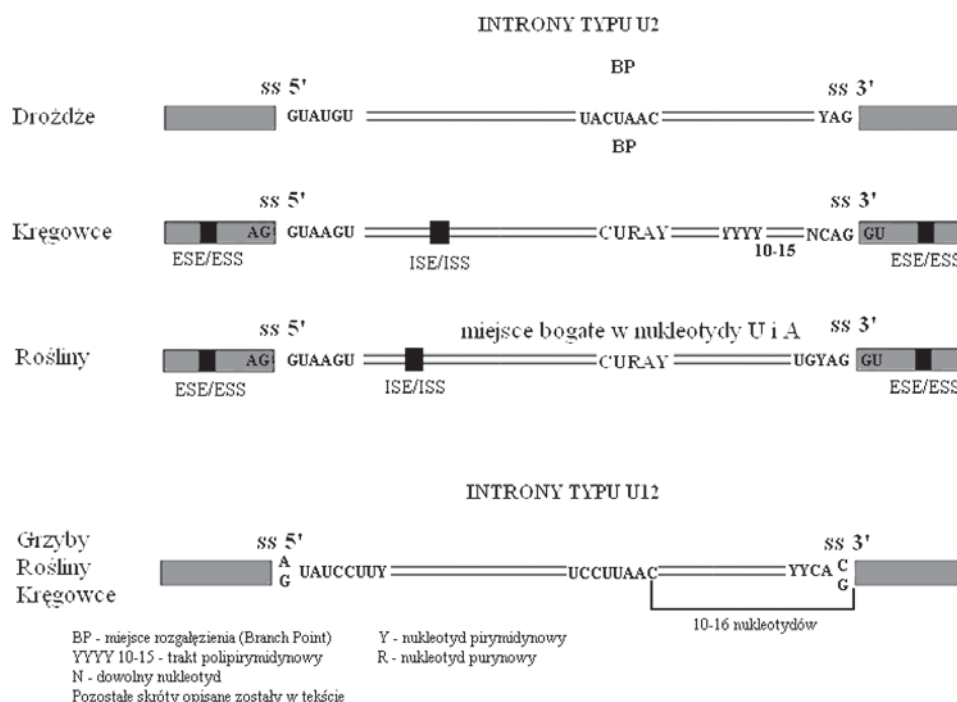 INTRONY TYPU U2
BP
ss 5' ss 3'
Drożdże GUAUGU UACUAAC YAG
BP
ss 5' ss 3'
Kręgowce AG GUAAGU CURAY YYYY NCAG GU
10-15
ESE/ESS ISE/ISS ESE/ESS
ss 5' miejsce bogate w nukleotydy U i A ss 3'
Rośliny AG GUAAGU CURAY UGYAG GU
ESE/ESS ISE/ISS ESE/ESS
INTRONY TYPU U12
Grzyby ss 5' ss 3'
Rośliny A G UAUCCUUY UCCUUAAC YYCA C G
Kręgowce
10-16 nukleotydów
BP - miejsce rozgałęzienia (Branch Point) Y - nukleotyd pirymidynowy
YYYY 10-15 - trakt polipirymidynowy R - nukleotyd purynowy
N - dowolny nukleotyd
Pozostałe skróty opisane zostały w tekście